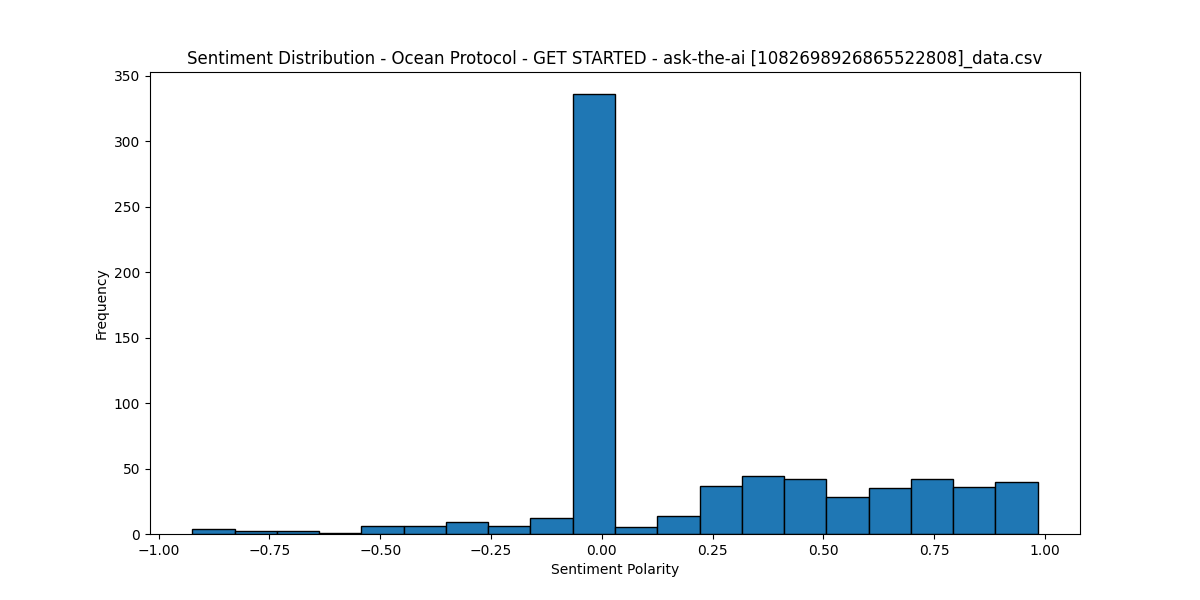 Sentiment Distribution - Ocean Protocol - GET STARTED - ask-the-ai [1082698926865522808]_data.csv
350
300
250
200
150
100
50
0
Frequency
−1.00 −0.75 −0.50 −0.25 0.00 0.25 0.50 0.75 1.00
Sentiment Polarity